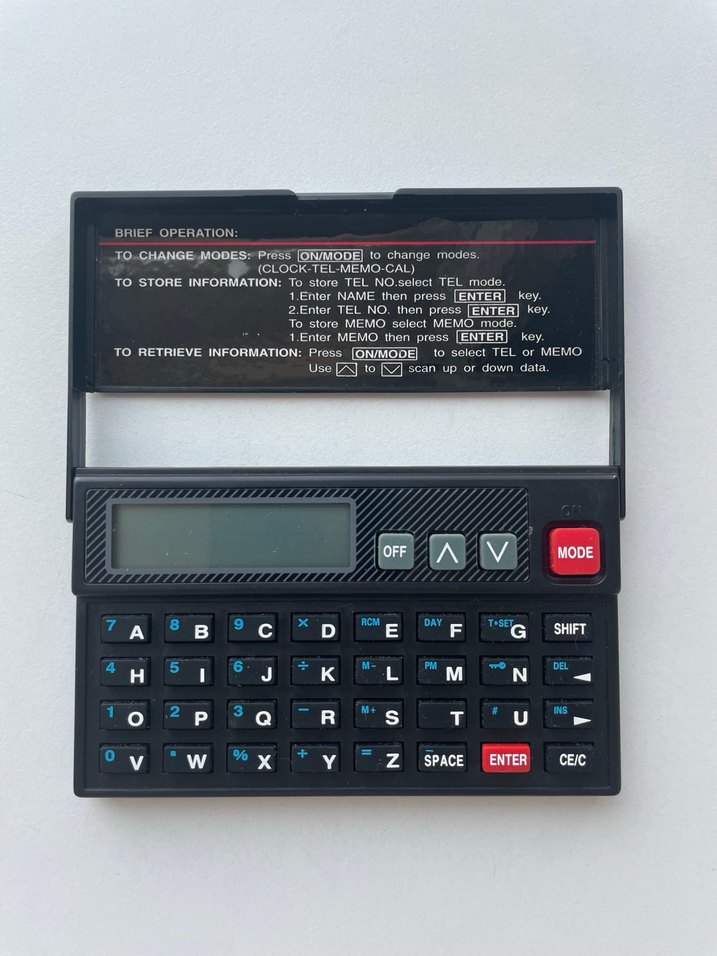 BRIEF OPERATION:
TO CHANGE MODES: Press ON/MODE to change modes.
(CLOCK-TEL-MEMO-CAL)
TO STORE INFORMATION: To store TEL NO.select TEL mode.
1.Enter NAME then press ENTER key.
2.Enter TEL NO. then press ENTER key.
To store MEMO select MEMO mode.
1.Enter MEMO then press ENTER key.
TO RETRIEVE INFORMATION: Press ON/MODE to select TEL or MEMO
Use to scan up or down data.
ON
OFF MODE
7 A 8 B 9 C × D RCM E DAY F T•SET G SHIFT
4 H 5 I 6 J ÷ K M− L PM M N DEL ◄
1 O 2 P 3 Q − R M+ S T # U INS ►
0 V . W % X + Y = Z SPACE ENTER CE/C